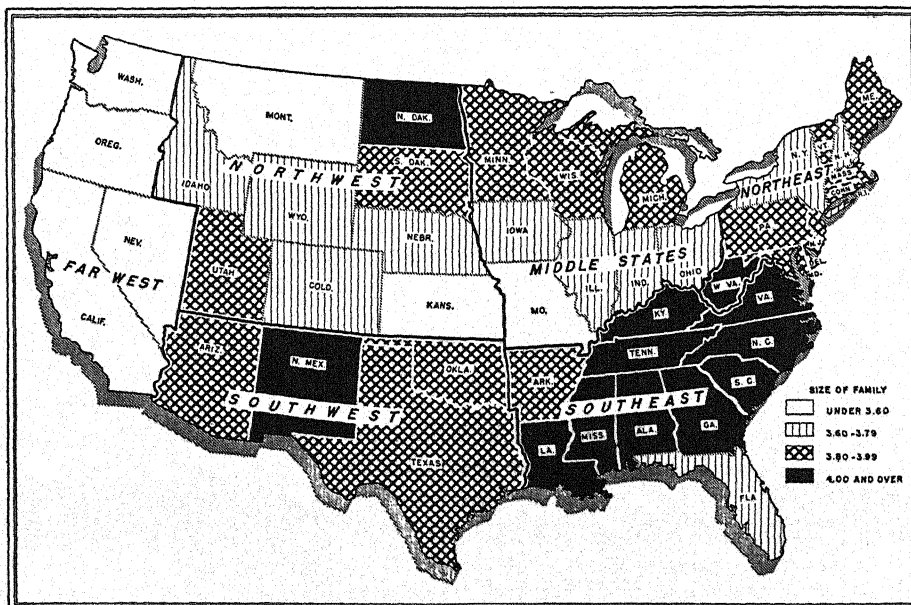 WASH.
MONT.
N. DAK.
ME.
OREG.
MINN.
N.Y.
VT.
N.H.
S. DAK.
WIS.
MASS.
NORTHWEST
NORTHEAST
CONN.
R.I.
IDAHO
MICH.
WYO.
PA.
IOWA
NEBR.
N.J.
NEV.
OHIO
DEL.
MD.
UTAH
FAR WEST
MIDDLE STATES
COLO.
ILL.
IND.
W. VA.
KANS.
MO.
VA.
CALIF.
KY.
N. C.
TENN.
ARIZ.
N. MEX.
OKLA.
ARK.
S. C.
SOUTHWEST
SOUTHEAST
SIZE OF FAMILY
UNDER 3.60
3.60-3.79
3.80-3.99
4.00 AND OVER
MISS.
ALA.
GA.
LA.
TEXAS
FLA